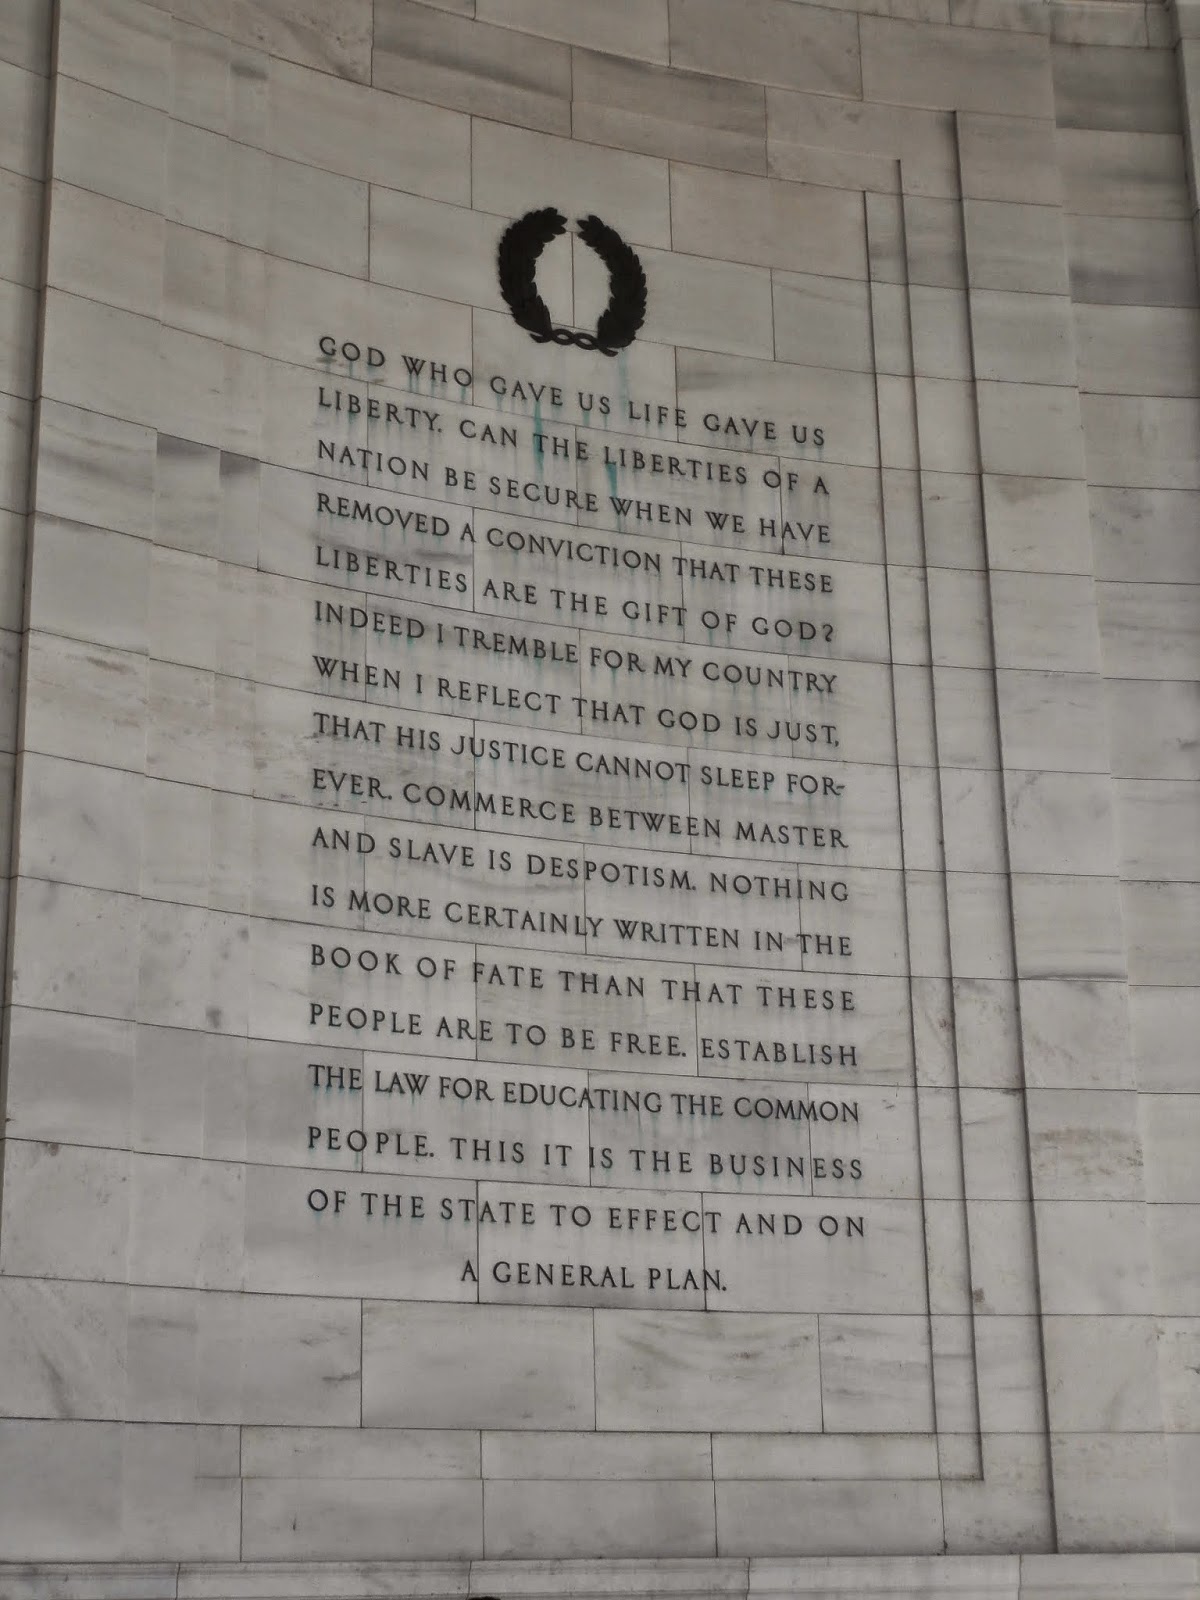 GOD WHO GAVE US LIFE GAVE US
LIBERTY. CAN THE LIBERTIES OF A
NATION BE SECURE WHEN WE HAVE
REMOVED A CONVICTION THAT THESE
LIBERTIES ARE THE GIFT OF GOD?
INDEED I TREMBLE FOR MY COUNTRY
WHEN I REFLECT THAT GOD IS JUST,
THAT HIS JUSTICE CANNOT SLEEP FOR-
EVER. COMMERCE BETWEEN MASTER
AND SLAVE IS DESPOTISM. NOTHING
IS MORE CERTAINLY WRITTEN IN THE
BOOK OF FATE THAN THAT THESE
PEOPLE ARE TO BE FREE. ESTABLISH
THE LAW FOR EDUCATING THE COMMON
PEOPLE. THIS IT IS THE BUSINESS
OF THE STATE TO EFFECT AND ON
A GENERAL PLAN.